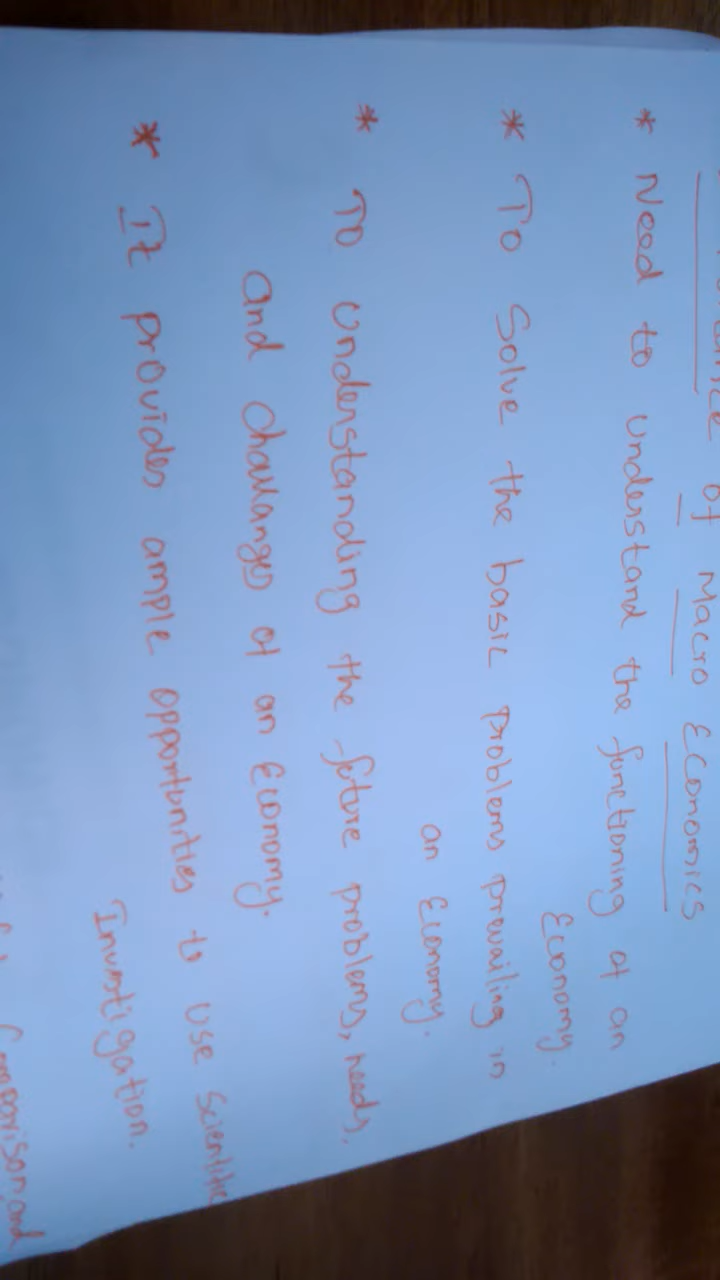 of Macro Economics
* Need to understand the functioning of an
Economy.
* To Solve the basic problems prevailing in
an Economy.
* To understanding the future problems, needs,
and challanges of an Economy.
* It provides ample opportunities to use Scientific
Investigation.
Comparison and